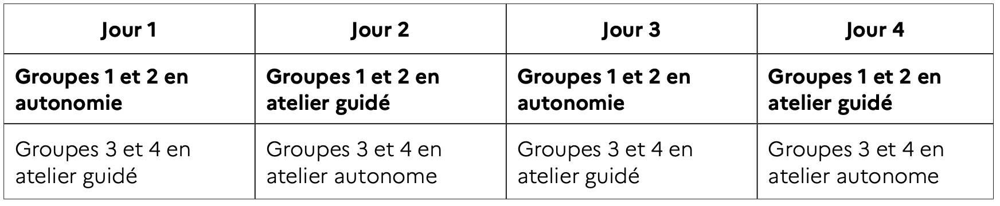 Jour 1
Jour 2
Jour 3
Jour 4
Groupes 1 et 2 en
autonomie
Groupes 1 et 2 en
atelier guidé
Groupes 1 et 2 en
autonomie
Groupes 1 et 2 en
atelier guidé
Groupes 3 et 4 en
atelier guidé
Groupes 3 et 4 en
atelier autonome
Groupes 3 et 4 en
atelier guidé
Groupes 3 et 4 en
atelier autonome